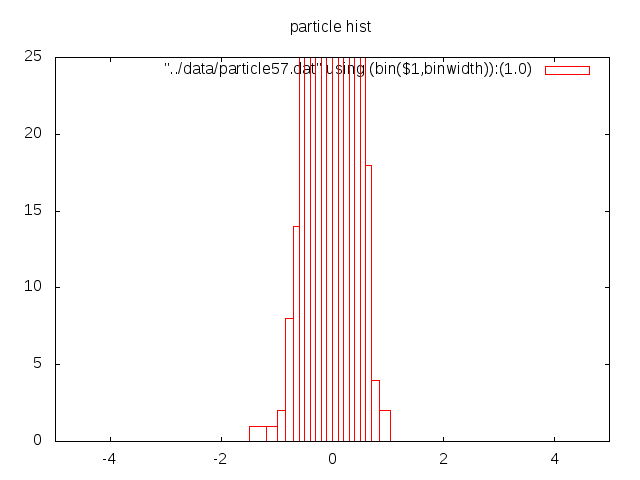 particle hist
25
"../data/particle57.dat" using (bin($1,binwidth)):(1.0)
20
15
10
5
0
-4 -2 0 2 4